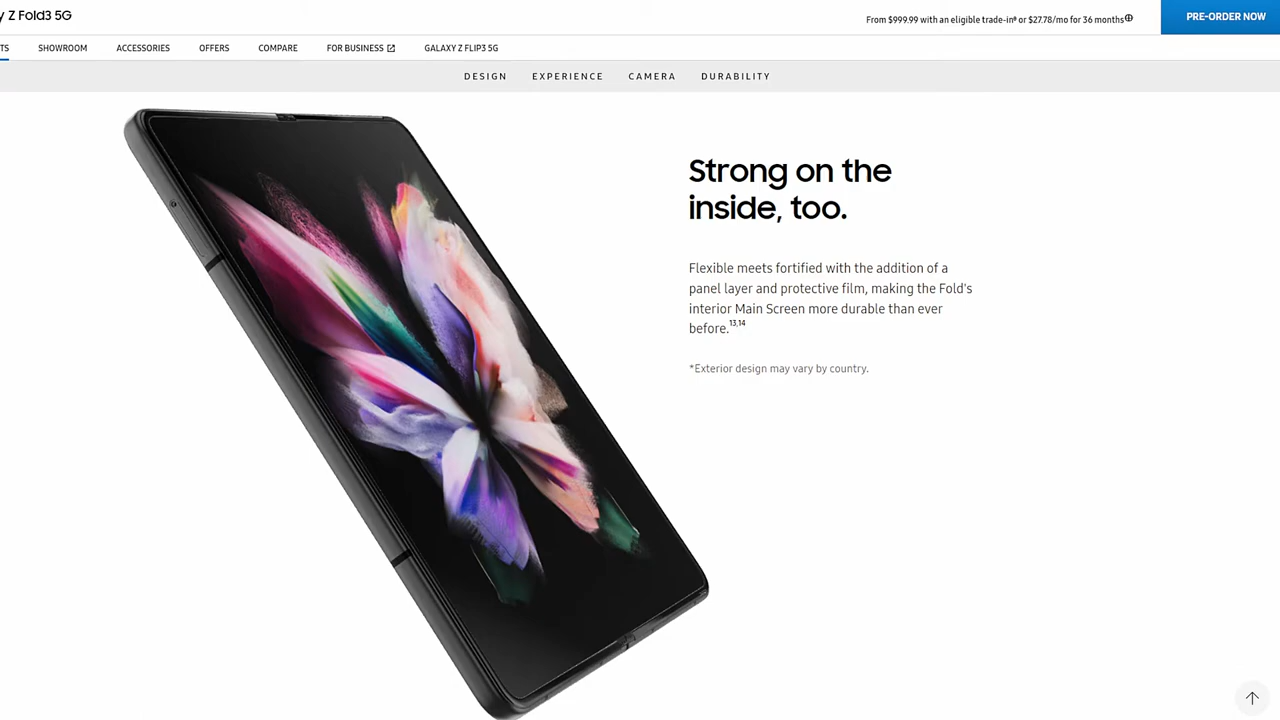 y Z Fold3 5G
From $999.99 with an eligible trade-in⁸ or $27.78/mo for 36 months
PRE-ORDER NOW
TS SHOWROOM ACCESSORIES OFFERS COMPARE FOR BUSINESS GALAXY Z FLIP3 5G
DESIGN EXPERIENCE CAMERA DURABILITY
Strong on the
inside, too.
Flexible meets fortified with the addition of a
panel layer and protective film, making the Fold's
interior Main Screen more durable than ever
before.13,14
*Exterior design may vary by country.